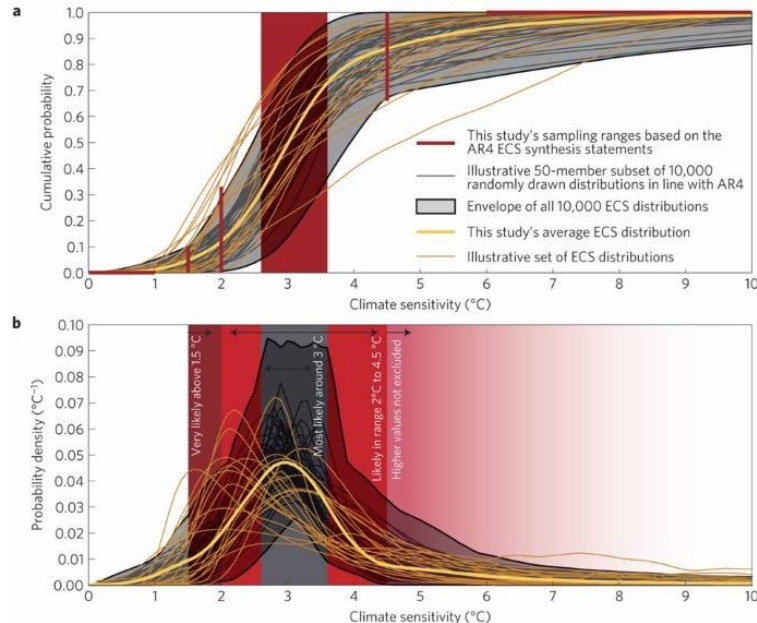 a
1.0
0.9
0.8
0.7
0.6
0.5
0.4
0.3
0.2
0.1
0.0
Cumulative probability
This study's sampling ranges based on the
AR4 ECS synthesis statements
Illustrative 50-member subset of 10,000
randomly drawn distributions in line with AR4
Envelope of all 10,000 ECS distributions
This study's average ECS distribution
Illustrative set of ECS distributions
0 1 2 3 4 5 6 7 8 9 10
Climate sensitivity (°C)
b
0.10
0.09
0.08
0.07
0.06
0.05
0.04
0.03
0.02
0.01
0.00
Probability density (°C⁻¹)
Very likely above 1.5 °C
Most likely around 3 °C
Likely in range 2°C to 4.5 °C
Higher values not excluded
0 1 2 3 4 5 6 7 8 9 10
Climate sensitivity (°C)